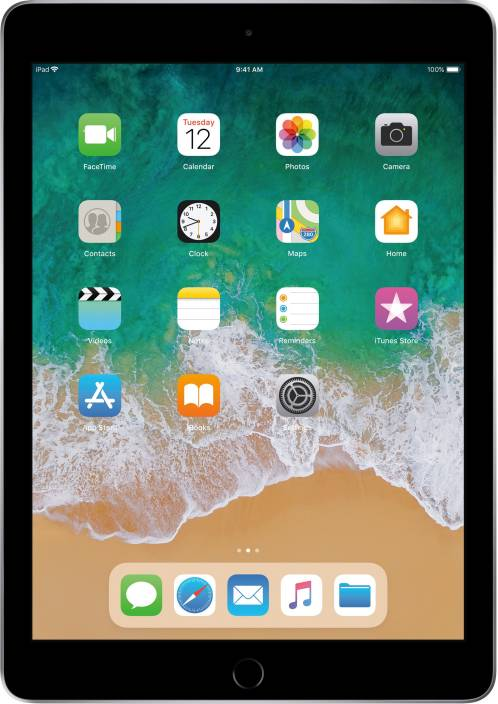 iPad 9:41 AM 100%
Tuesday
12
FaceTime Calendar Photos Camera
280
Contacts Clock Maps Home
Videos Notes Reminders iTunes Store
App Store iBooks Settings